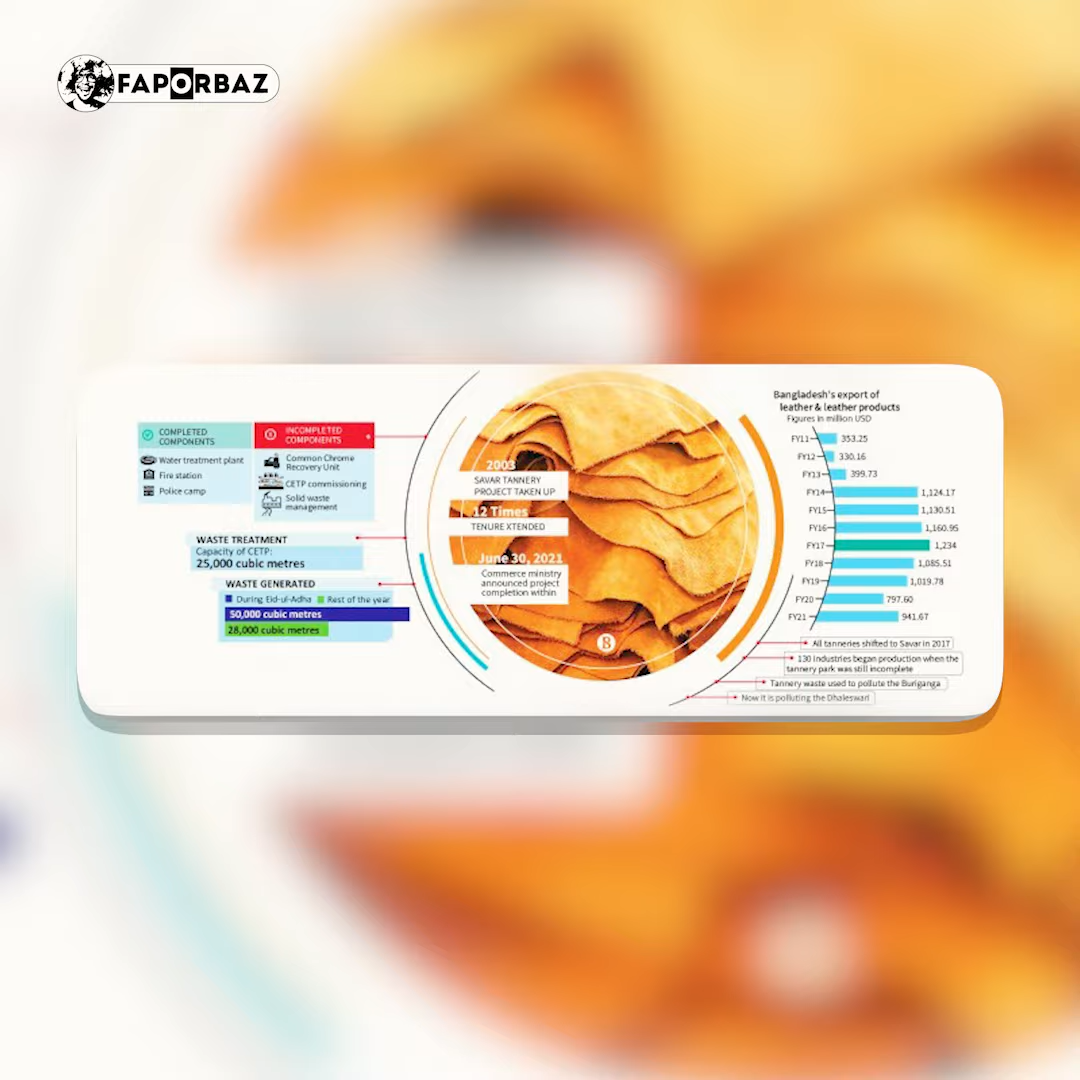 FAPORBAZ
COMPLETED
COMPONENTS
Water treatment plant
Fire station
Police camp
INCOMPLETED
COMPONENTS
Common Chrome
Recovery Unit
CETP commissioning
Solid waste
management
WASTE TREATMENT
Capacity of CETP:
25,000 cubic metres
WASTE GENERATED
During Eid-ul-Adha Rest of the year
50,000 cubic metres
28,000 cubic metres
2003
SAVAR TANNERY
PROJECT TAKEN UP
12 Times
TENURE XTENDED
June 30, 2021
Commerce ministry
announced project
completion within
B
Bangladesh's export of
leather & leather products
Figures in million USD
FY11 353.25
FY12 330.16
FY13 399.73
FY14 1,124.17
FY15 1,130.51
FY16 1,160.95
FY17 1,234
FY18 1,085.51
FY19 1,019.78
FY20 797.60
FY21 941.67
All tanneries shifted to Savar in 2017
130 industries began production when the
tannery park was still incomplete
Tannery waste used to pollute the Buriganga
Now it is polluting the Dhaleswari